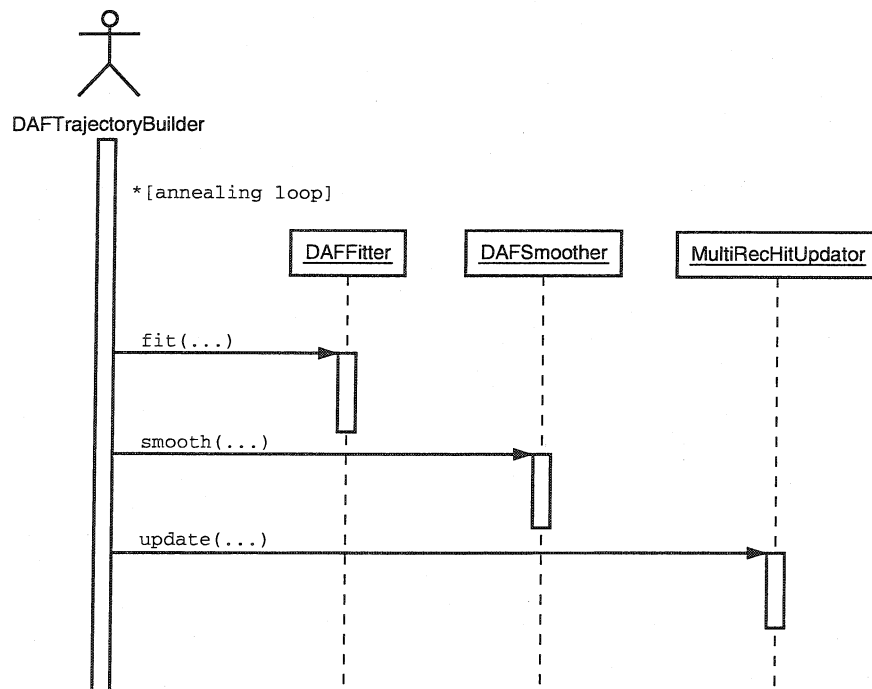 DAFTrajectoryBuilder
*[annealing loop]
DAFFitter
DAFSmoother
MultiRecHitUpdator
fit(...)
smooth(...)
update(...)